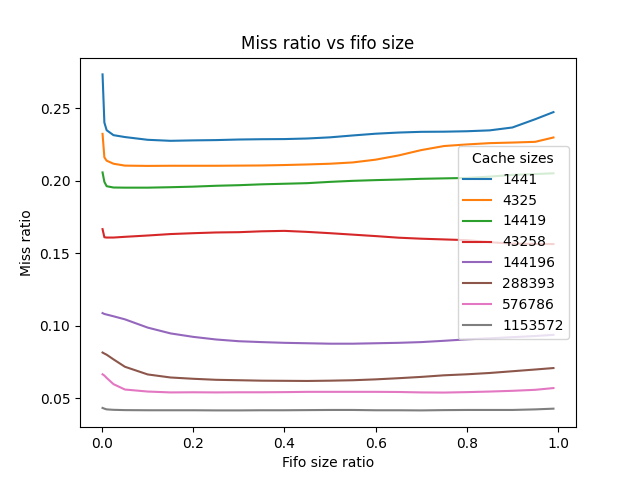 Miss ratio vs fifo size
Miss ratio
0.25
0.20
0.15
0.10
0.05
0.0 0.2 0.4 0.6 0.8 1.0
Fifo size ratio
Cache sizes
1441
4325
14419
43258
144196
288393
576786
1153572